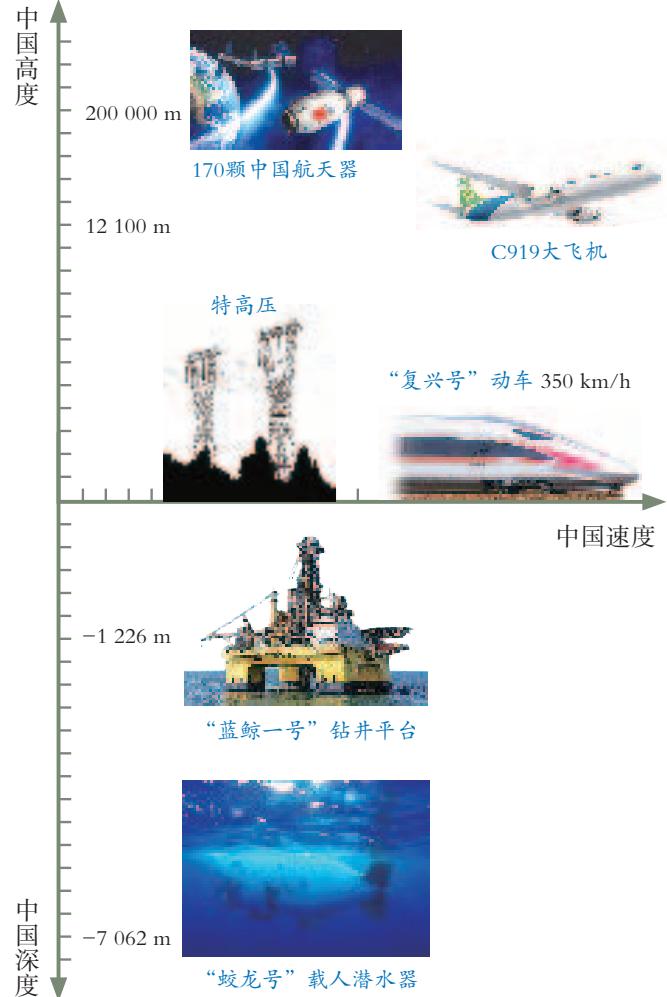 中国高度
200 000 m
170颗中国航天器
12 100 m
C919大飞机
特高压
“复兴号”动车 350 km/h
中国速度
−1 226 m
“蓝鲸一号”钻井平台
中国深度
−7 062 m
“蛟龙号”载人潜水器